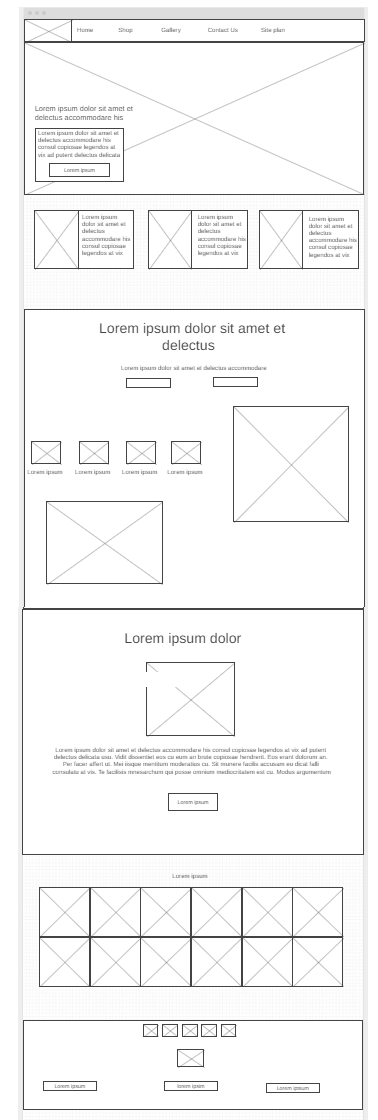 Home Shop Gallery Contact Us Site plan
Lorem ipsum dolor sit amet et
delectus accommodare his
Lorem ipsum dolor sit amet et
delectus accommodare his
consul copiosae legendos at
vix ad putent delectus delicata
Lorem ipsum
Lorem ipsum
dolor sit amet et
delectus
accommodare his
consul copiosae
legendos at vix
Lorem ipsum
dolor sit amet et
delectus
accommodare his
consul copiosae
legendos at vix
Lorem ipsum
dolor sit amet et
delectus
accommodare his
consul copiosae
legendos at vix
Lorem ipsum dolor sit amet et
delectus
Lorem ipsum dolor sit amet et delectus accommodare
Lorem ipsum Lorem ipsum Lorem ipsum Lorem ipsum
Lorem ipsum dolor
Lorem ipsum dolor sit amet et delectus accommodare his consul copiosae legendos at vix ad putent
delectus delicata usu. Vidit dissentiet eos cu eum an brute copiosae hendrerit. Eos erant dolorum an.
Per facer affert ut. Mei iisque mentitum moderatius cu. Sit munere facilis accusam eu dicat falli
consulatu at vis. Te facilisis mnesarchum qui posse omnium mediocritatem est cu. Modus argumentum
Lorem ipsum
Lorem ipsum
Lorem ipsum
lorem ipsim
Lorem ipsum